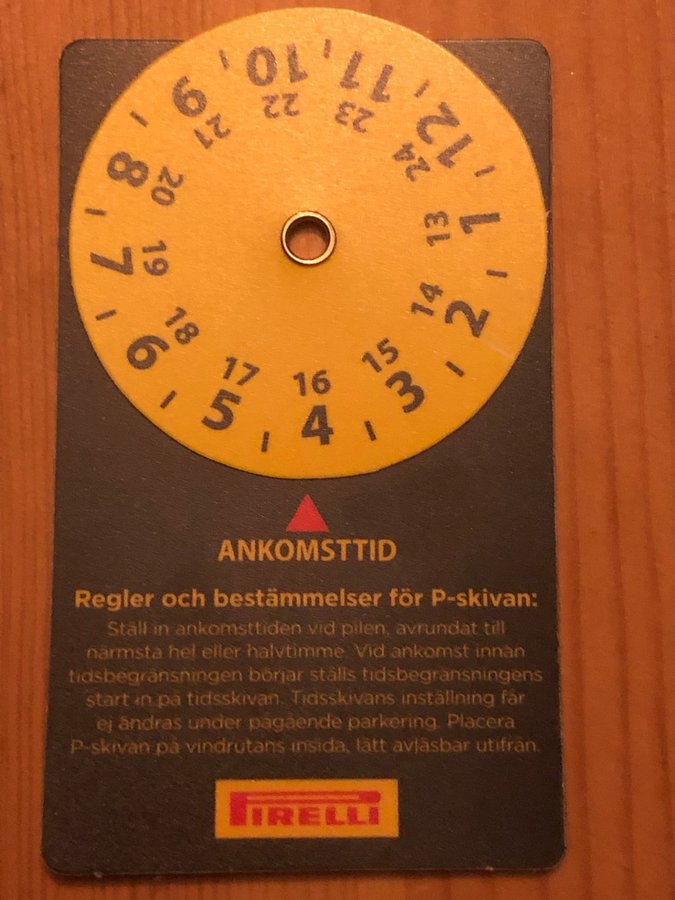 10 11 12 1 2 3 4 5 6 7 8 9
22 23 24 13 14 15 16 17 18 19 20 21
ANKOMSTTID
Regler och bestämmelser för P-skivan:
Ställ in ankomsttiden vid pilen, avrundat till
närmsta hel eller halvtimme. Vid ankomst innan
tidsbegränsningen börjar ställs tidsbegränsningens
start in på tidsskivan. Tidsskivans inställning får
ej ändras under pågående parkering. Placera
P-skivan på vindrutans insida, lätt avläsbar utifrån.
PIRELLI